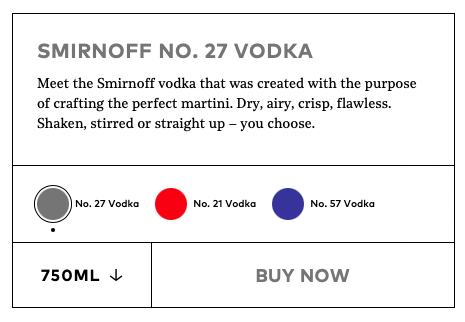 SMIRNOFF NO. 27 VODKA
Meet the Smirnoff vodka that was created with the purpose
of crafting the perfect martini. Dry, airy, crisp, flawless.
Shaken, stirred or straight up – you choose.
No. 27 Vodka
No. 21 Vodka
No. 57 Vodka
750ML ↓
BUY NOW